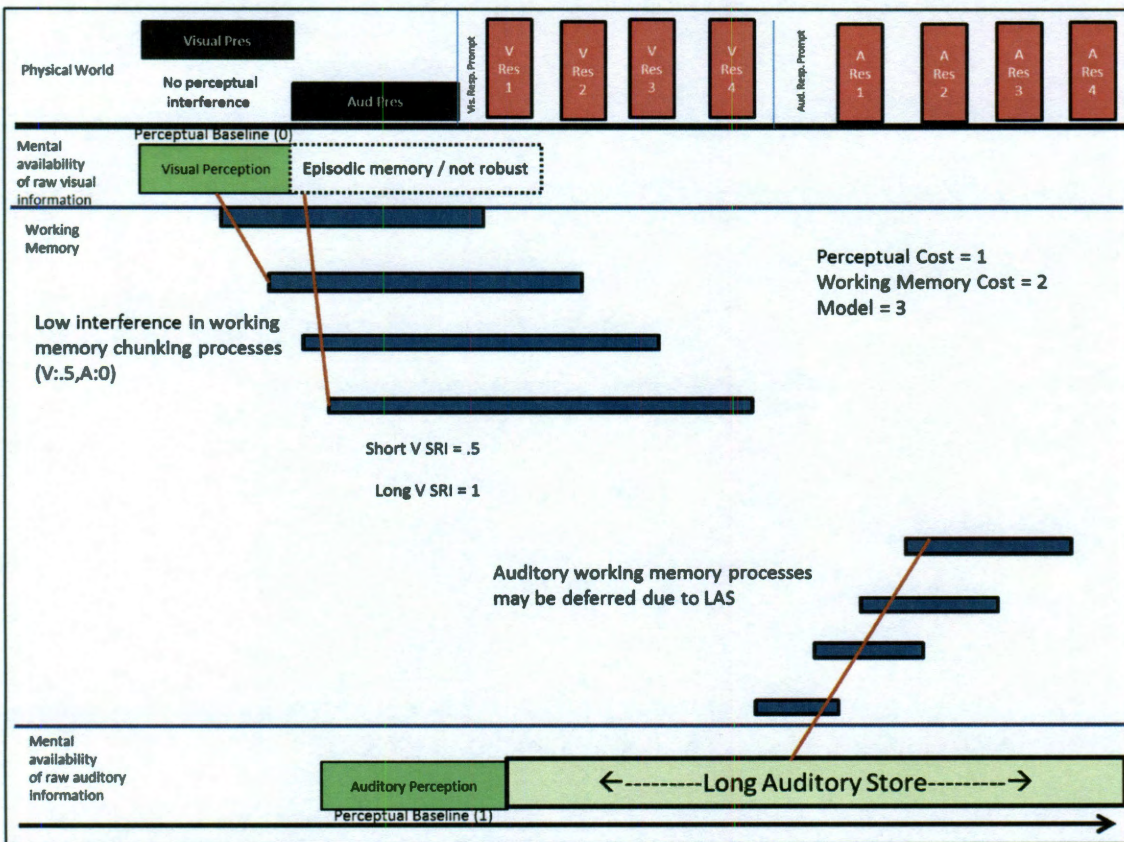 Visual Pres
Physical World
No perceptual
interference
Aud Pres
Vis. Resp. Prompt
V
Res
1
V
Res
2
V
Res
3
V
Res
4
Aud. Resp. Prompt
A
Res
1
A
Res
2
A
Res
3
A
Res
4
Perceptual Baseline (0)
Mental
availability
of raw visual
information
Visual Perception
Episodic memory / not robust
Working
Memory
Perceptual Cost = 1
Working Memory Cost = 2
Model = 3
Low interference in working
memory chunking processes
(V:.5,A:0)
Short V SRI = .5
Long V SRI = 1
Auditory working memory processes
may be deferred due to LAS
Mental
availability
of raw auditory
information
Auditory Perception
←-------Long Auditory Store--------→
Perceptual Baseline (1)